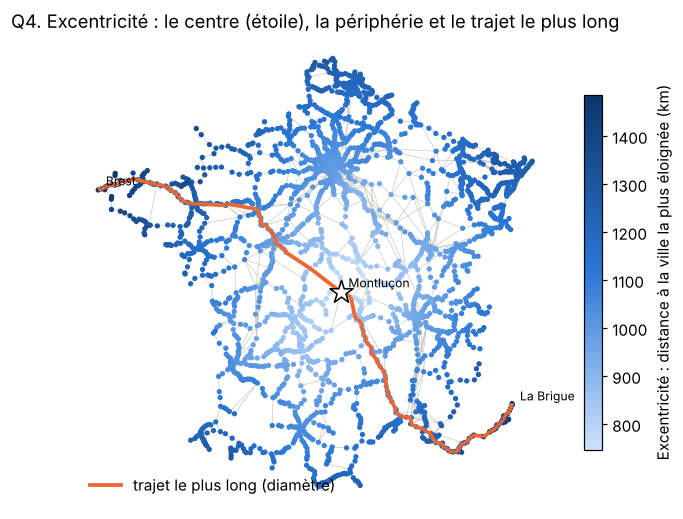 Q4. Excentricité : le centre (étoile), la périphérie et le trajet le plus long
Brest
Montluçon
La Brigue
trajet le plus long (diamètre)
1400
1300
1200
1100
1000
900
800
Excentricité : distance à la ville la plus éloignée (km)